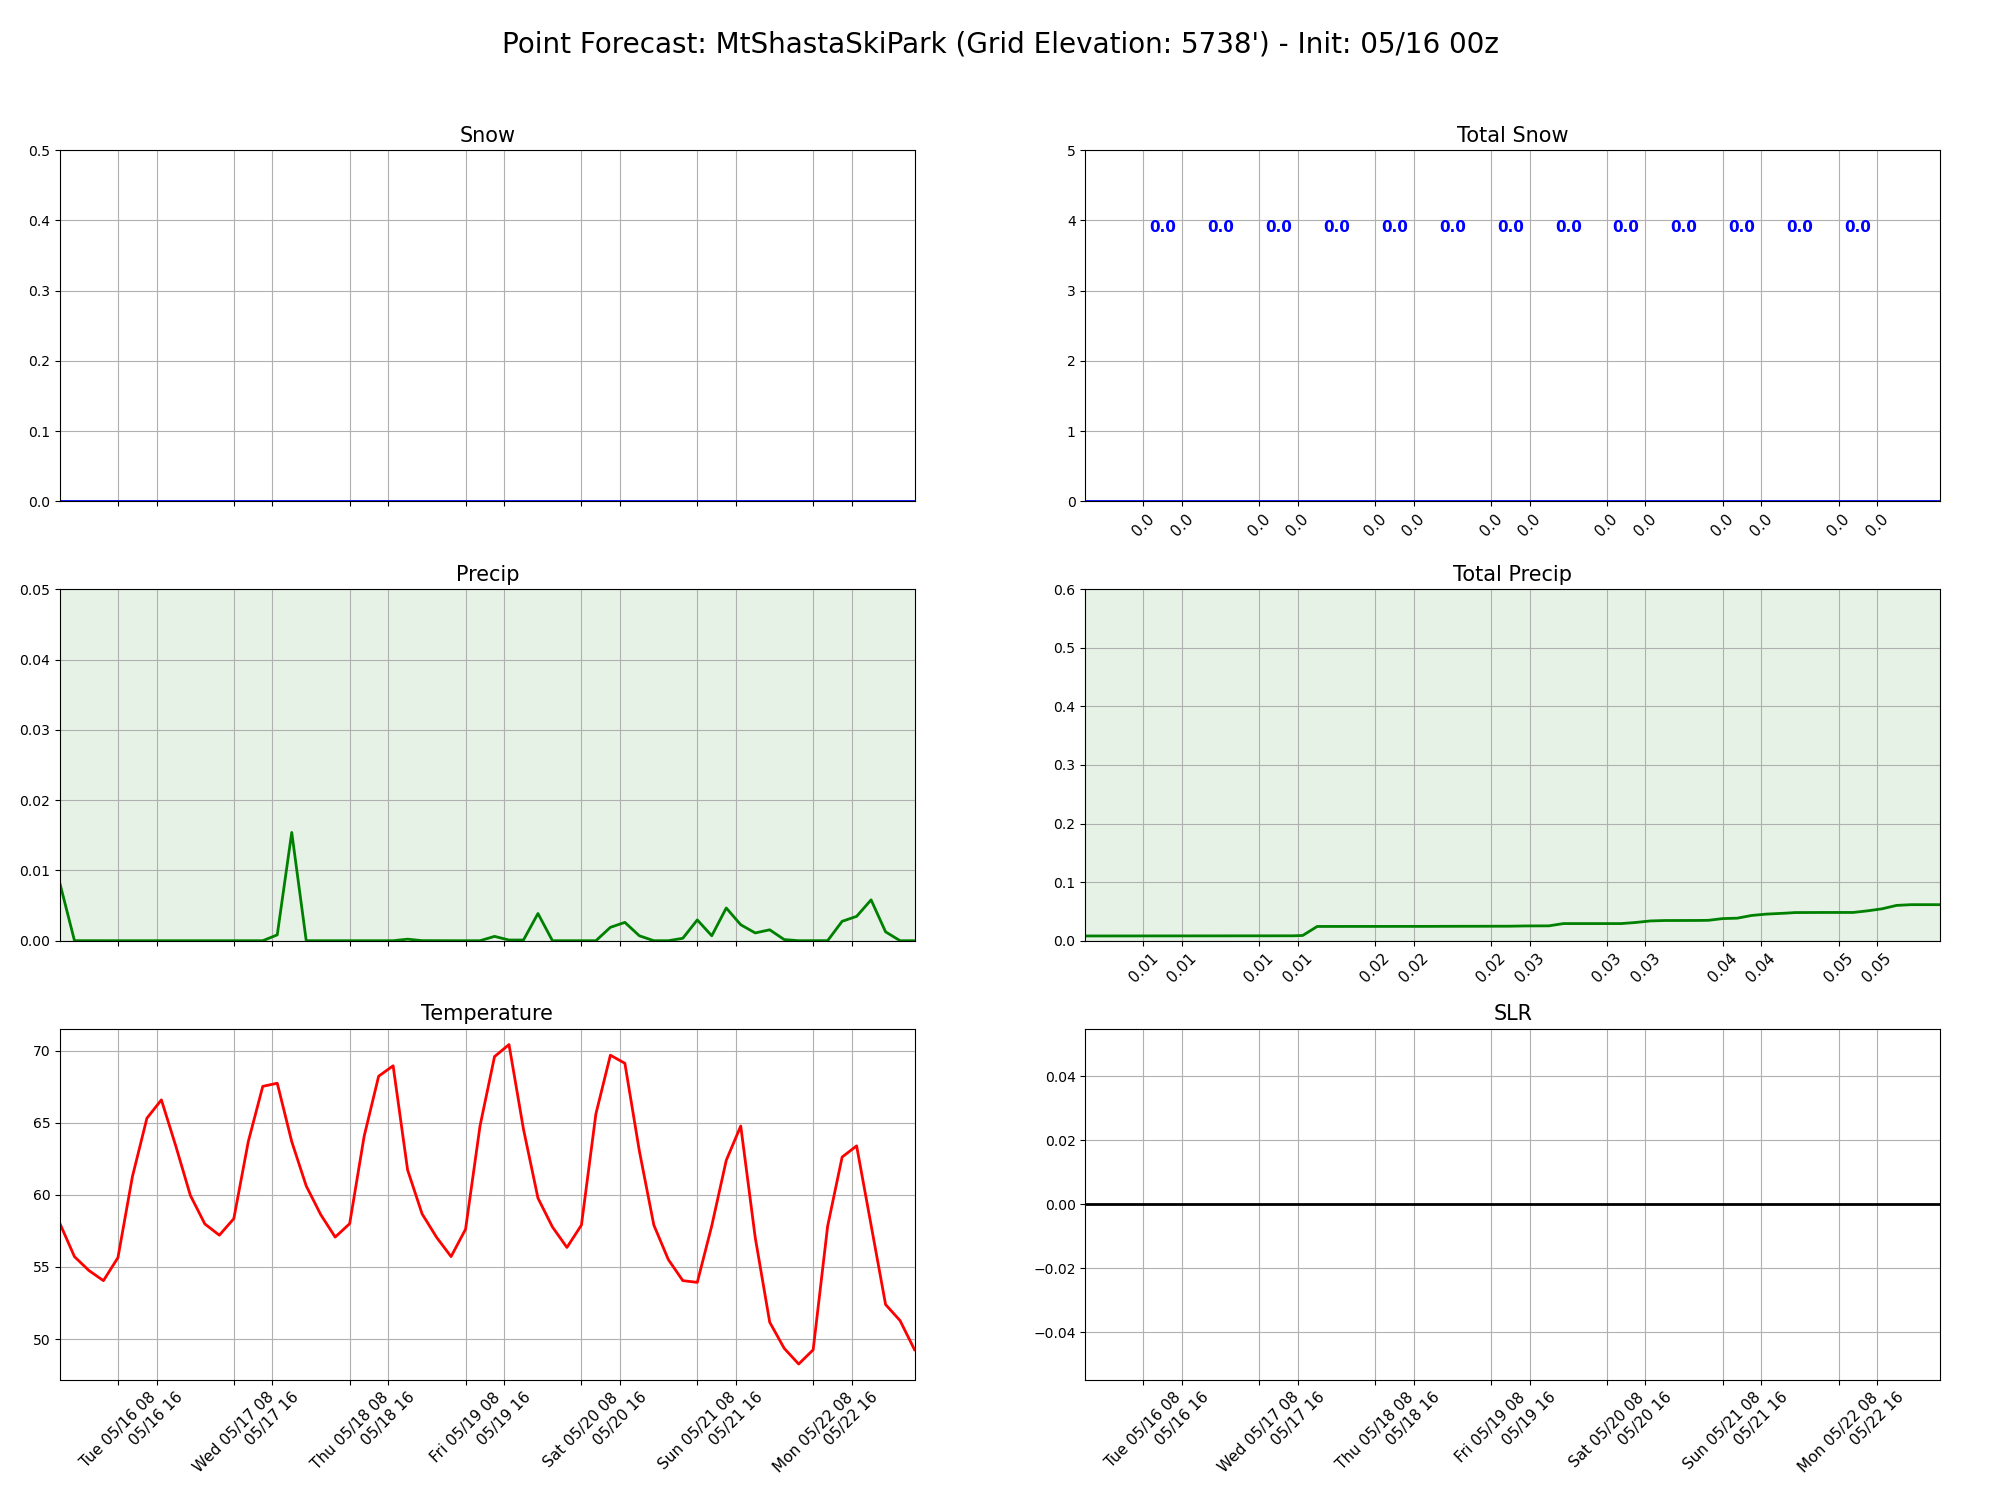 Point Forecast: MtShastaSkiPark (Grid Elevation: 5738') - Init: 05/16 00z
Snow
0.5
0.4
0.3
0.2
0.1
0.0
Total Snow
5
4
3
2
1
0
0.0 0.0 0.0 0.0 0.0 0.0 0.0 0.0 0.0 0.0 0.0 0.0 0.0
0.0 0.0 0.0 0.0 0.0 0.0 0.0 0.0 0.0 0.0 0.0 0.0 0.0 0.0
Precip
0.05
0.04
0.03
0.02
0.01
0.00
Total Precip
0.6
0.5
0.4
0.3
0.2
0.1
0.0
0.01 0.01 0.01 0.01 0.02 0.02 0.02 0.03 0.03 0.03 0.04 0.04 0.05 0.05
Temperature
70
65
60
55
50
Tue 05/16 08
05/16 16
Wed 05/17 08
05/17 16
Thu 05/18 08
05/18 16
Fri 05/19 08
05/19 16
Sat 05/20 08
05/20 16
Sun 05/21 08
05/21 16
Mon 05/22 08
05/22 16
SLR
0.04
0.02
0.00
−0.02
−0.04
Tue 05/16 08
05/16 16
Wed 05/17 08
05/17 16
Thu 05/18 08
05/18 16
Fri 05/19 08
05/19 16
Sat 05/20 08
05/20 16
Sun 05/21 08
05/21 16
Mon 05/22 08
05/22 16